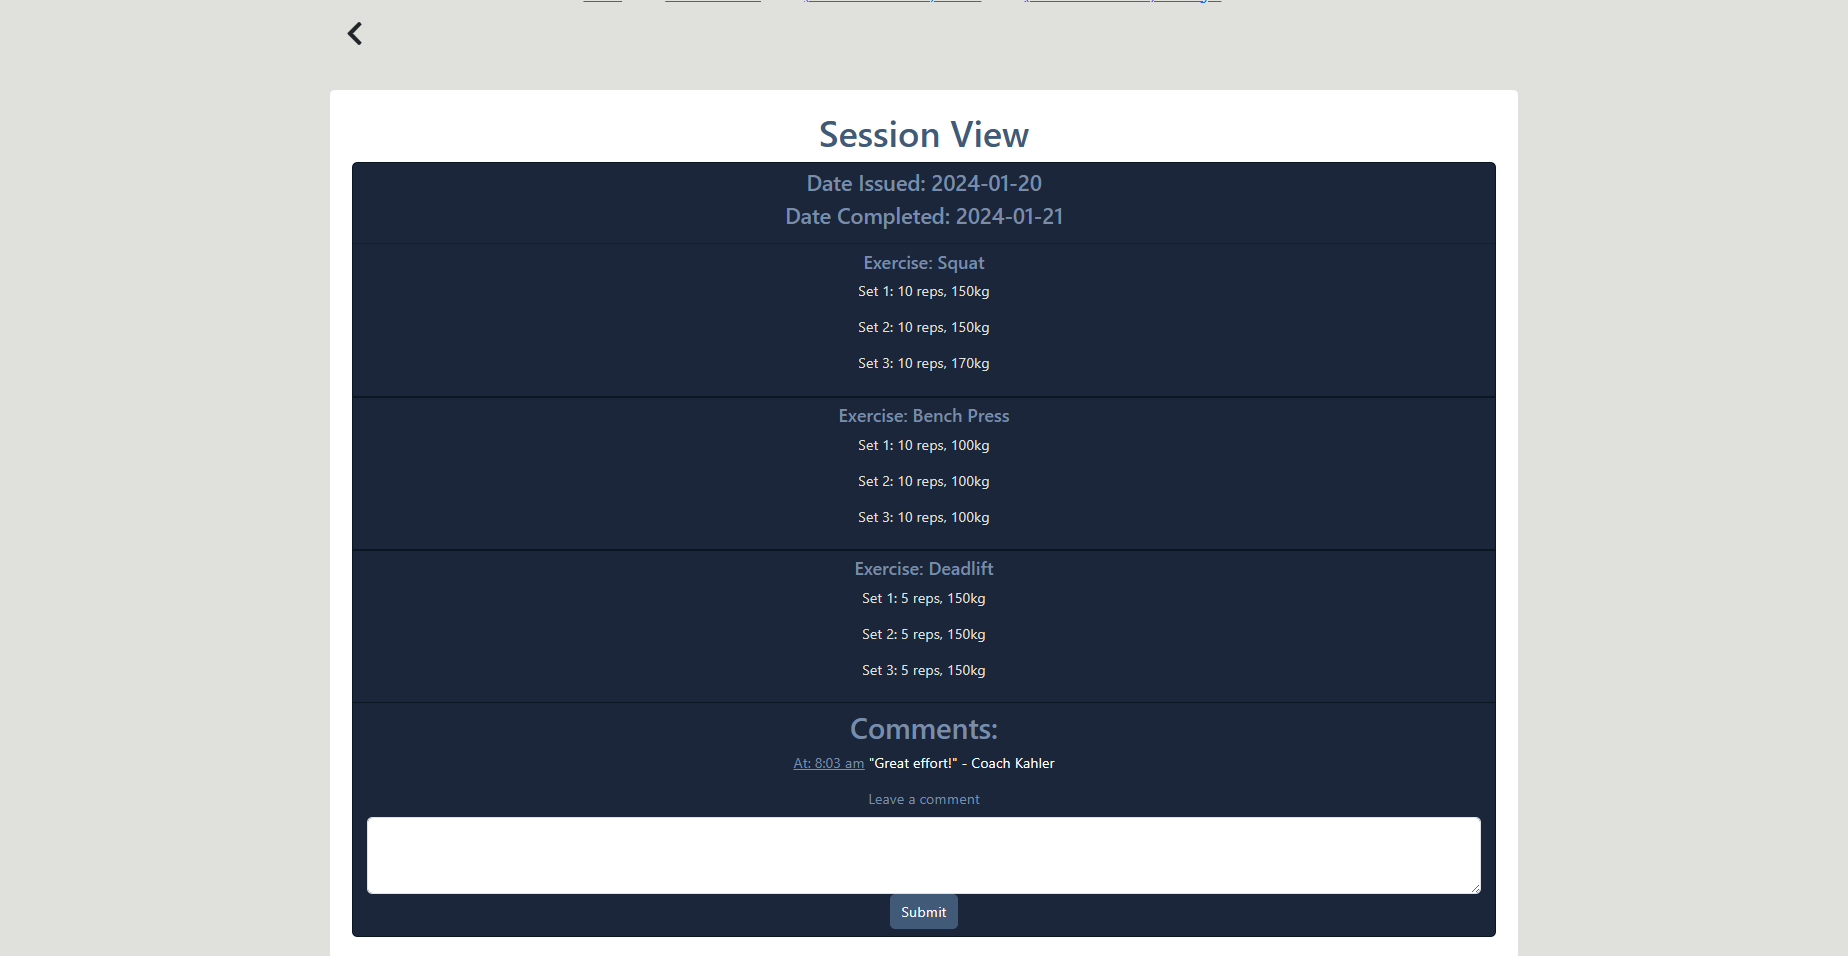 Session View
Date Issued: 2024-01-20
Date Completed: 2024-01-21
Exercise: Squat
Set 1: 10 reps, 150kg
Set 2: 10 reps, 150kg
Set 3: 10 reps, 170kg
Exercise: Bench Press
Set 1: 10 reps, 100kg
Set 2: 10 reps, 100kg
Set 3: 10 reps, 100kg
Exercise: Deadlift
Set 1: 5 reps, 150kg
Set 2: 5 reps, 150kg
Set 3: 5 reps, 150kg
Comments:
At: 8:03 am "Great effort!" - Coach Kahler
Leave a comment
Submit